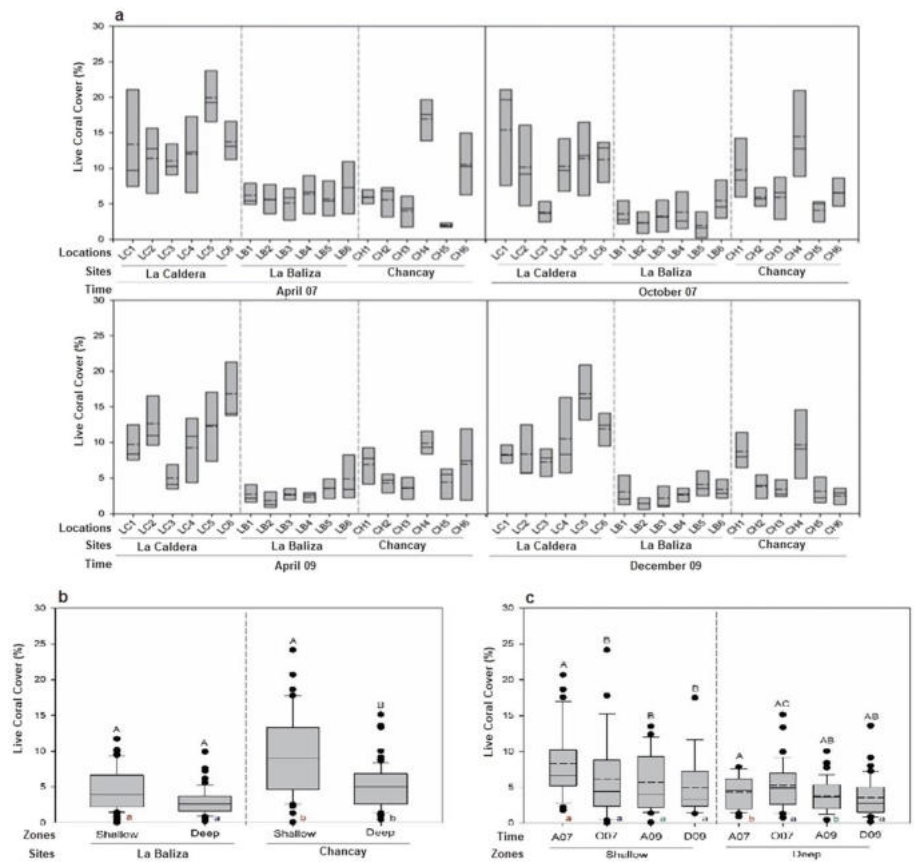 a
Live Coral Cover (%)
30
25
20
15
10
5
0
Locations LC1 LC2 LC3 LC4 LC5 LC6 LB1 LB2 LB3 LB4 LB5 LB6 CH1 CH2 CH3 CH4 CH5 CH6 LC1 LC2 LC3 LC4 LC5 LC6 LB1 LB2 LB3 LB4 LB5 LB6 CH1 CH2 CH3 CH4 CH5 CH6
Sites La Caldera La Baliza Chancay La Caldera La Baliza Chancay
Time April 07 October 07
Live Coral Cover (%)
30
25
20
15
10
5
0
Locations LC1 LC2 LC3 LC4 LC5 LC6 LB1 LB2 LB3 LB4 LB5 LB6 CH1 CH2 CH3 CH4 CH5 CH6 LC1 LC2 LC3 LC4 LC5 LC6 LB1 LB2 LB3 LB4 LB5 LB6 CH1 CH2 CH3 CH4 CH5 CH6
Sites La Caldera La Baliza Chancay La Caldera La Baliza Chancay
Time April 09 December 09
b
Live Coral Cover (%)
30
25
20
15
10
5
0
A A A B
a a b b
Zones Shallow Deep Shallow Deep
Sites La Baliza Chancay
c
Live Coral Cover (%)
30
25
20
15
10
5
0
A B B B A AC AB AB
a a a a b a b a
Time A07 O07 A09 D09 A07 O07 A09 D09
Zones Shallow Deep